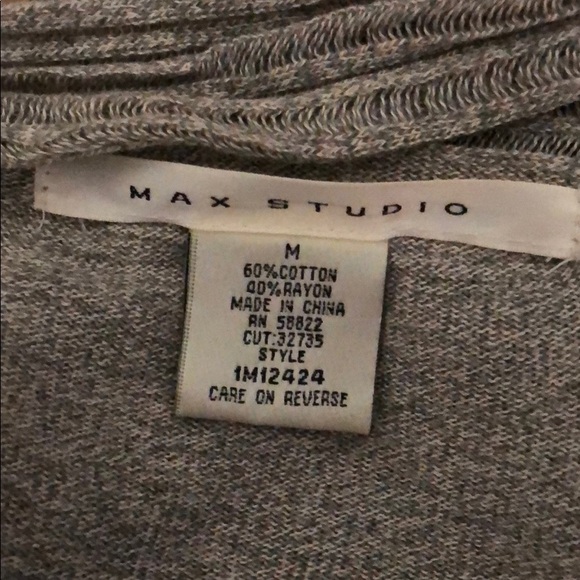 MAX STUDIO
M
60%COTTON
40%RAYON
MADE IN CHINA
RN 58822
CUT:32735
STYLE
1M12424
CARE ON REVERSE